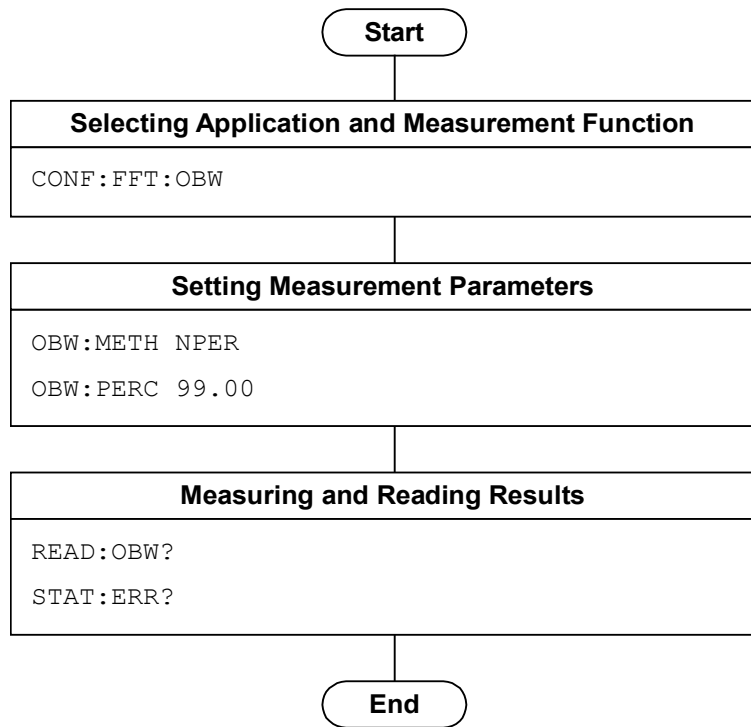 Start
Selecting Application and Measurement Function
CONF:FFT:OBW
Setting Measurement Parameters
OBW:METH NPER
OBW:PERC 99.00
Measuring and Reading Results
READ:OBW?
STAT:ERR?
End